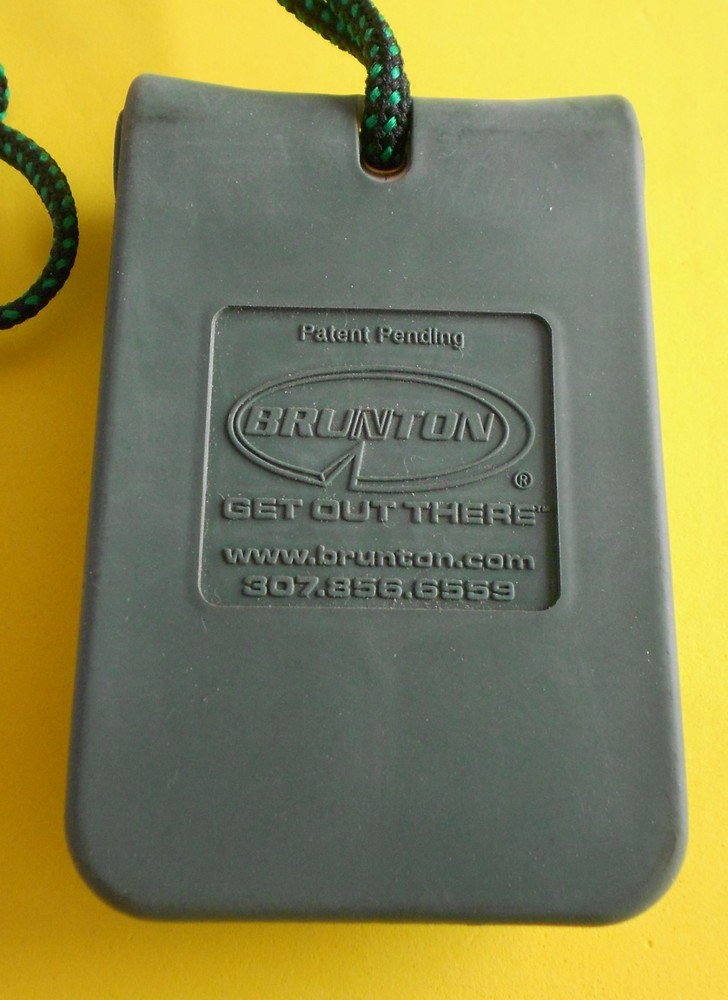 Patent Pending
BRUNTON
®
GET OUT THERE™
www.brunton.com
307.856.6559